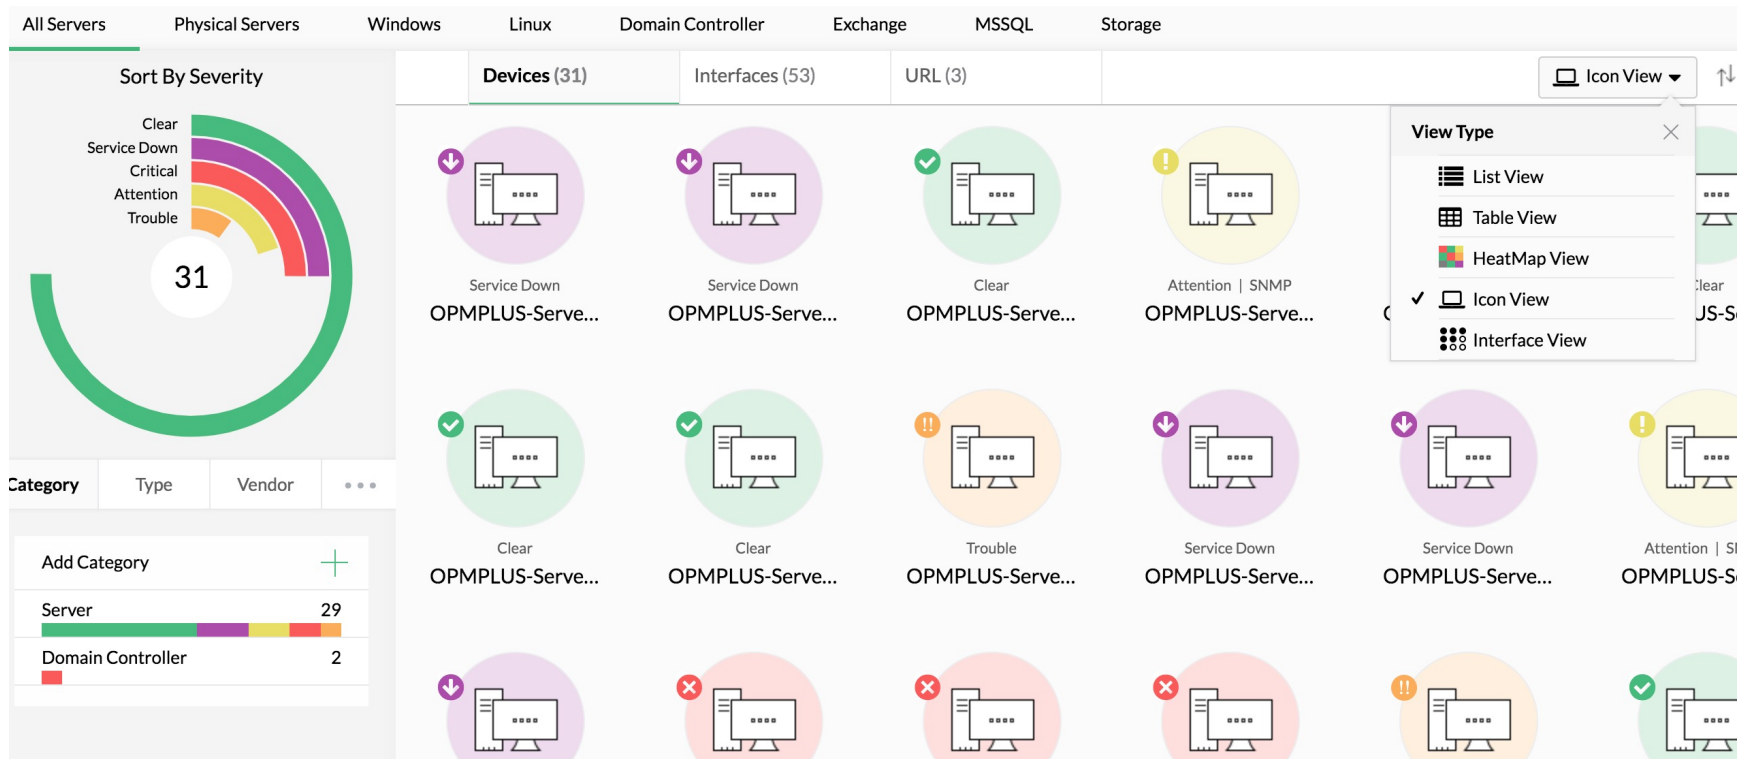 All Servers Physical Servers Windows Linux Domain Controller Exchange MSSQL Storage
Sort By Severity
Clear
Service Down
Critical
Attention
Trouble
31
Category Type Vendor
Add Category
Server 29
Domain Controller 2
Devices (31) Interfaces (53) URL (3) Icon View
View Type
List View
Table View
HeatMap View
Icon View
Interface View
Service Down Service Down Clear Attention | SNMP
OPMPLUS-Serve... OPMPLUS-Serve... OPMPLUS-Serve... OPMPLUS-Serve...
Clear Clear Trouble Service Down Service Down Attention |
OPMPLUS-Serve... OPMPLUS-Serve... OPMPLUS-Serve... OPMPLUS-Serve... OPMPLUS-Serve... OPMPLUS-S